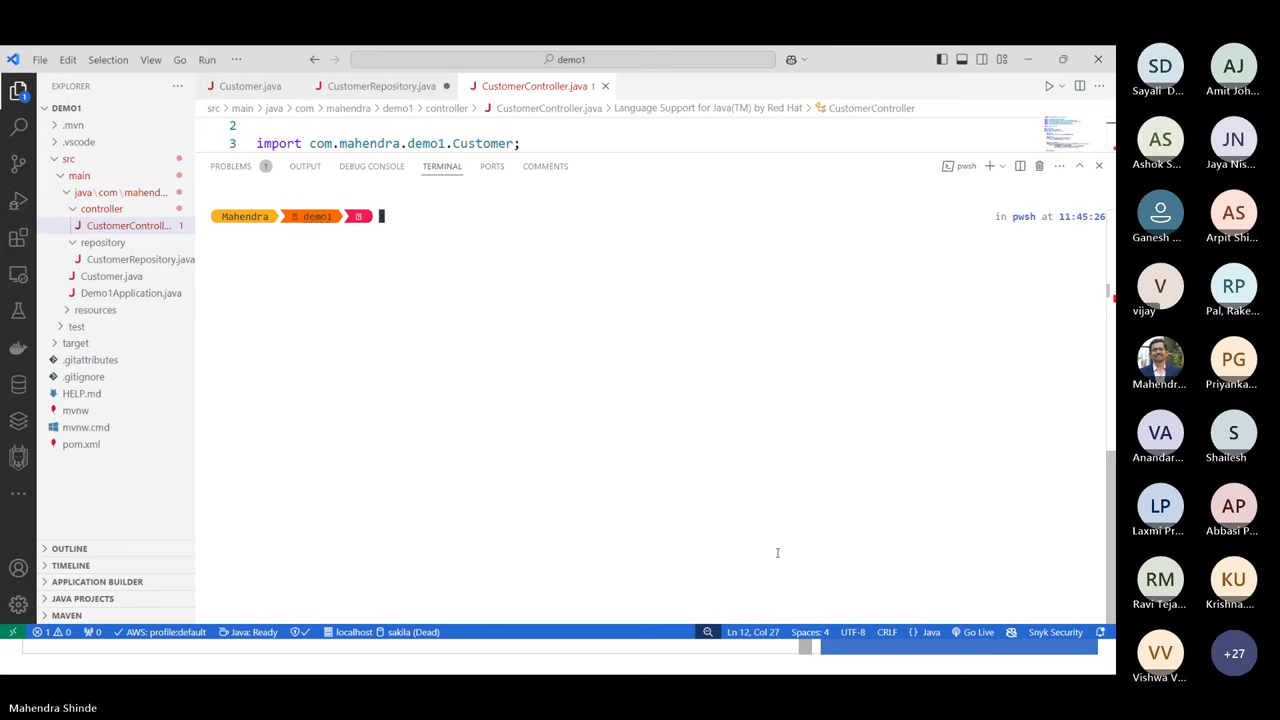 File Edit Selection View Go Run ··· demo1
EXPLORER ···
Customer.java CustomerRepository.java CustomerController.java 1
src > main > java > com > mahendra > demo1 > controller > CustomerController.java > Language Support for Java(TM) by Red Hat > CustomerController
2
3 import com.mahendra.demo1.Customer;
PROBLEMS 1 OUTPUT DEBUG CONSOLE TERMINAL PORTS COMMENTS pwsh
Mahendra demo1 in pwsh at 11:45:26
DEMO1
.mvn
.vscode
src
main
java\com\mahend...
controller
CustomerControll... 1
repository
CustomerRepository.java
Customer.java
Demo1Application.java
resources
test
target
.gitattributes
.gitignore
HELP.md
mvnw
mvnw.cmd
pom.xml
OUTLINE
TIMELINE
APPLICATION BUILDER
JAVA PROJECTS
MAVEN
1 0 0 AWS: profile:default Java: Ready localhost sakila (Dead) Ln 12, Col 27 Spaces: 4 UTF-8 CRLF {} Java Go Live Snyk Security
SD AJ
Sayali D... Amit Joh...
AS JN
Ashok S... Jaya Nis...
AS
Ganesh ... Arpit Shi...
V RP
vijay Pal, Rake...
PG
Mahendr... Priyanka...
VA S
Anandar... Shailesh
LP AP
Laxmi Pr... Abbasi P...
RM KU
Ravi Teja... Krishna...
VV +27
Vishwa V...
Mahendra Shinde